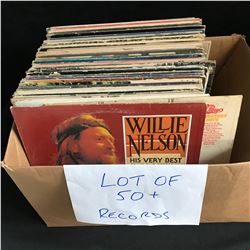 WILLIE
NELSON
HIS VERY BEST
LOT OF
50+
RECORDS